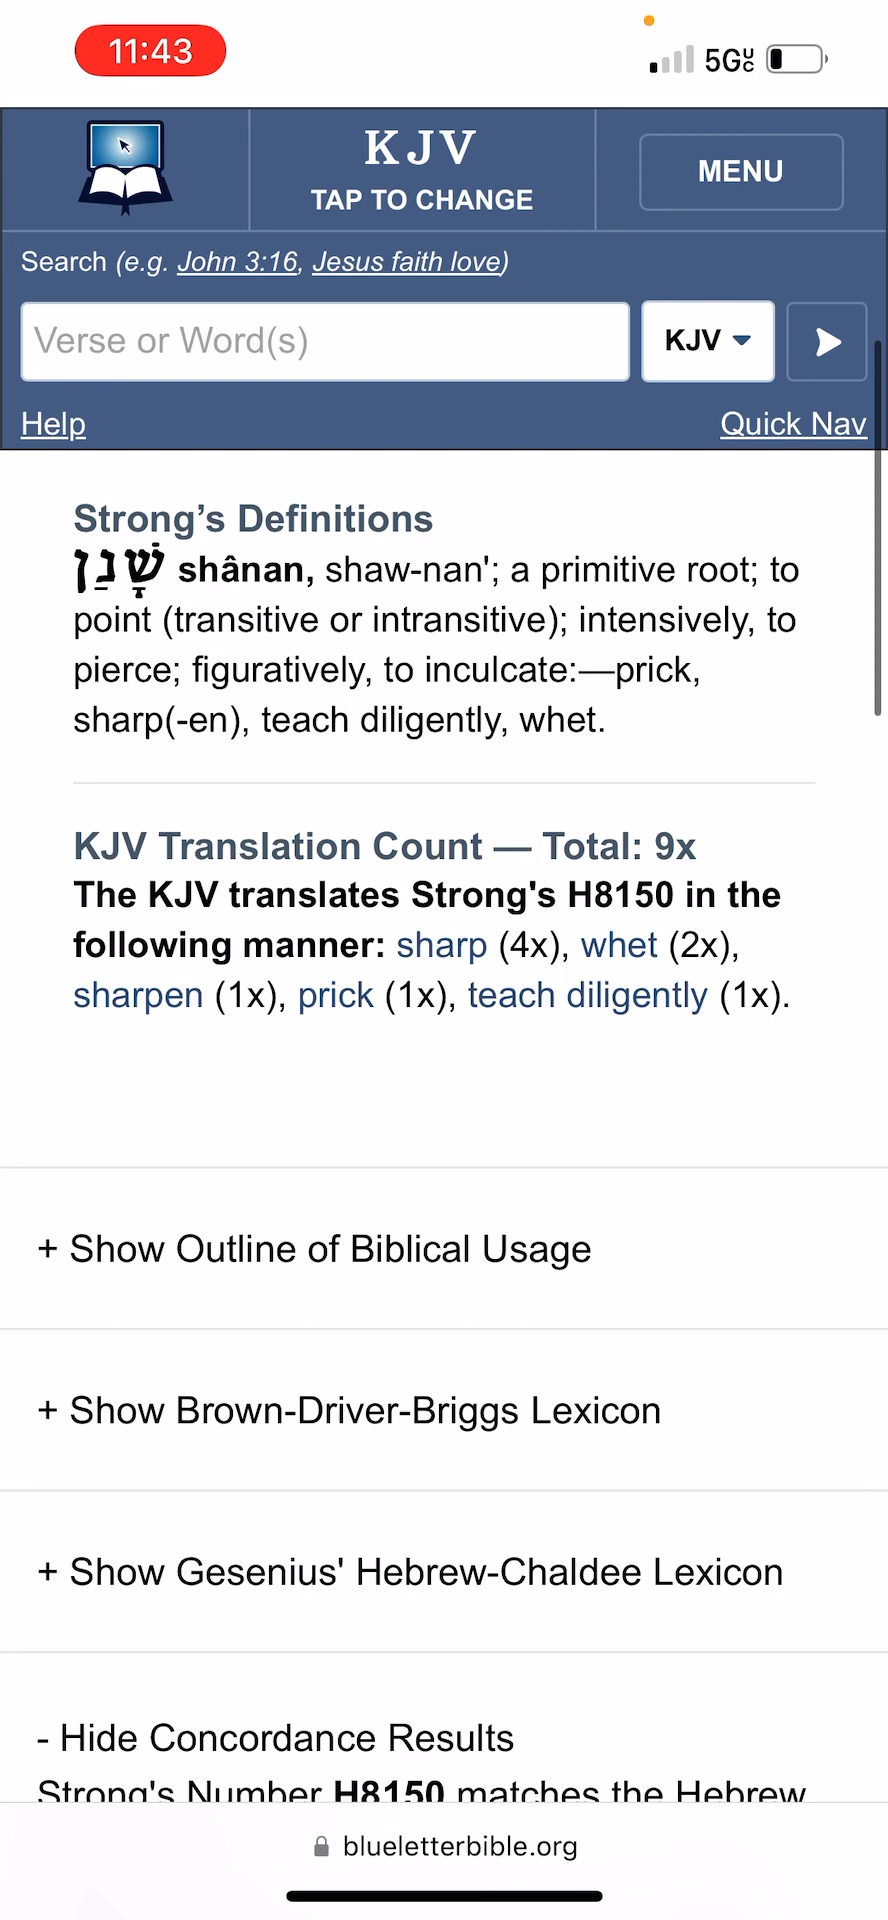 11:43
5GUC
KJV
TAP TO CHANGE
MENU
Search (e.g. John 3:16, Jesus faith love)
Verse or Word(s)
KJV
Help
Quick Nav
Strong’s Definitions
שָׁנַן shânan, shaw-nan'; a primitive root; to
point (transitive or intransitive); intensively, to
pierce; figuratively, to inculcate:—prick,
sharp(-en), teach diligently, whet.
KJV Translation Count — Total: 9x
The KJV translates Strong's H8150 in the
following manner: sharp (4x), whet (2x),
sharpen (1x), prick (1x), teach diligently (1x).
+ Show Outline of Biblical Usage
+ Show Brown-Driver-Briggs Lexicon
+ Show Gesenius' Hebrew-Chaldee Lexicon
- Hide Concordance Results
Strong's Number H8150 matches the Hebrew
blueletterbible.org